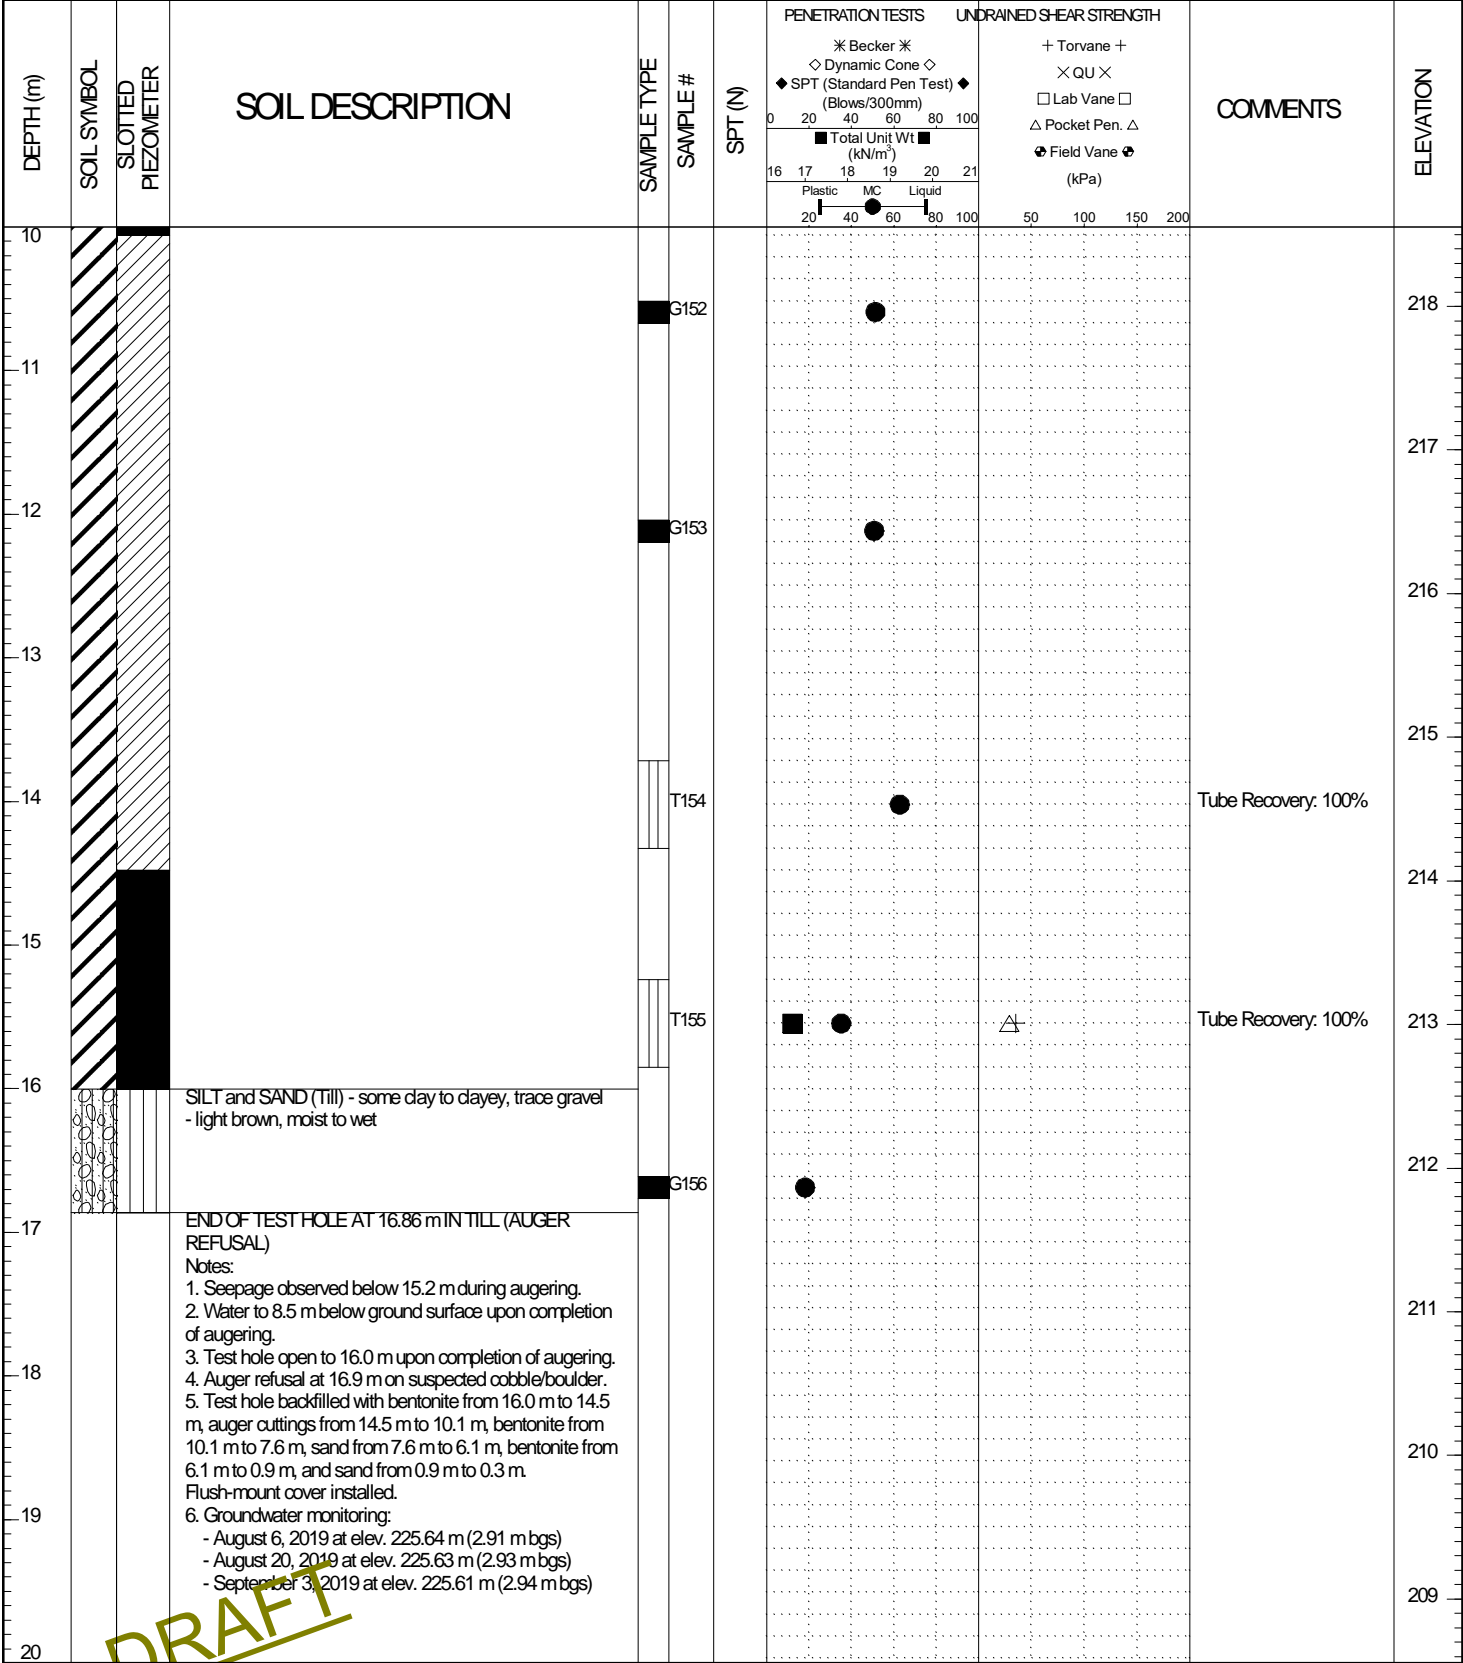 PENETRATION TESTS UNDRAINED SHEAR STRENGTH
DEPTH (m)
SOIL SYMBOL
SLOTTED
PIEZOMETER
SOIL DESCRIPTION
SAMPLE TYPE
SAMPLE #
SPT (N)
✳ Becker ✳
◇ Dynamic Cone ◇
◆ SPT (Standard Pen Test) ◆
(Blows/300mm)
0 20 40 60 80 100
■ Total Unit Wt ■
(kN/m³)
16 17 18 19 20 21
Plastic MC Liquid
20 40 60 80 100
+ Torvane +
× QU ×
□ Lab Vane □
△ Pocket Pen. △
Field Vane
(kPa)
50 100 150 200
COMMENTS
ELEVATION
10
G152
218
11
217
12
G153
216
13
215
14
T154
Tube Recovery: 100%
214
15
T155
Tube Recovery: 100%
213
16
SILT and SAND (Till) - some clay to clayey, trace gravel
- light brown, moist to wet
212
G156
17
END OF TEST HOLE AT 16.86 m IN TILL (AUGER
REFUSAL)
Notes:
1. Seepage observed below 15.2 m during augering.
2. Water to 8.5 m below ground surface upon completion
of augering.
211
3. Test hole open to 16.0 m upon completion of augering.
18
4. Auger refusal at 16.9 m on suspected cobble/boulder.
5. Test hole backfilled with bentonite from 16.0 m to 14.5
m, auger cuttings from 14.5 m to 10.1 m, bentonite from
10.1 m to 7.6 m, sand from 7.6 m to 6.1 m, bentonite from
210
6.1 m to 0.9 m, and sand from 0.9 m to 0.3 m.
Flush-mount cover installed.
19
6. Groundwater monitoring:
- August 6, 2019 at elev. 225.64 m (2.91 m bgs)
- August 20, 2019 at elev. 225.63 m (2.93 m bgs)
- September 3, 2019 at elev. 225.61 m (2.94 m bgs)
209
DRAFT
20